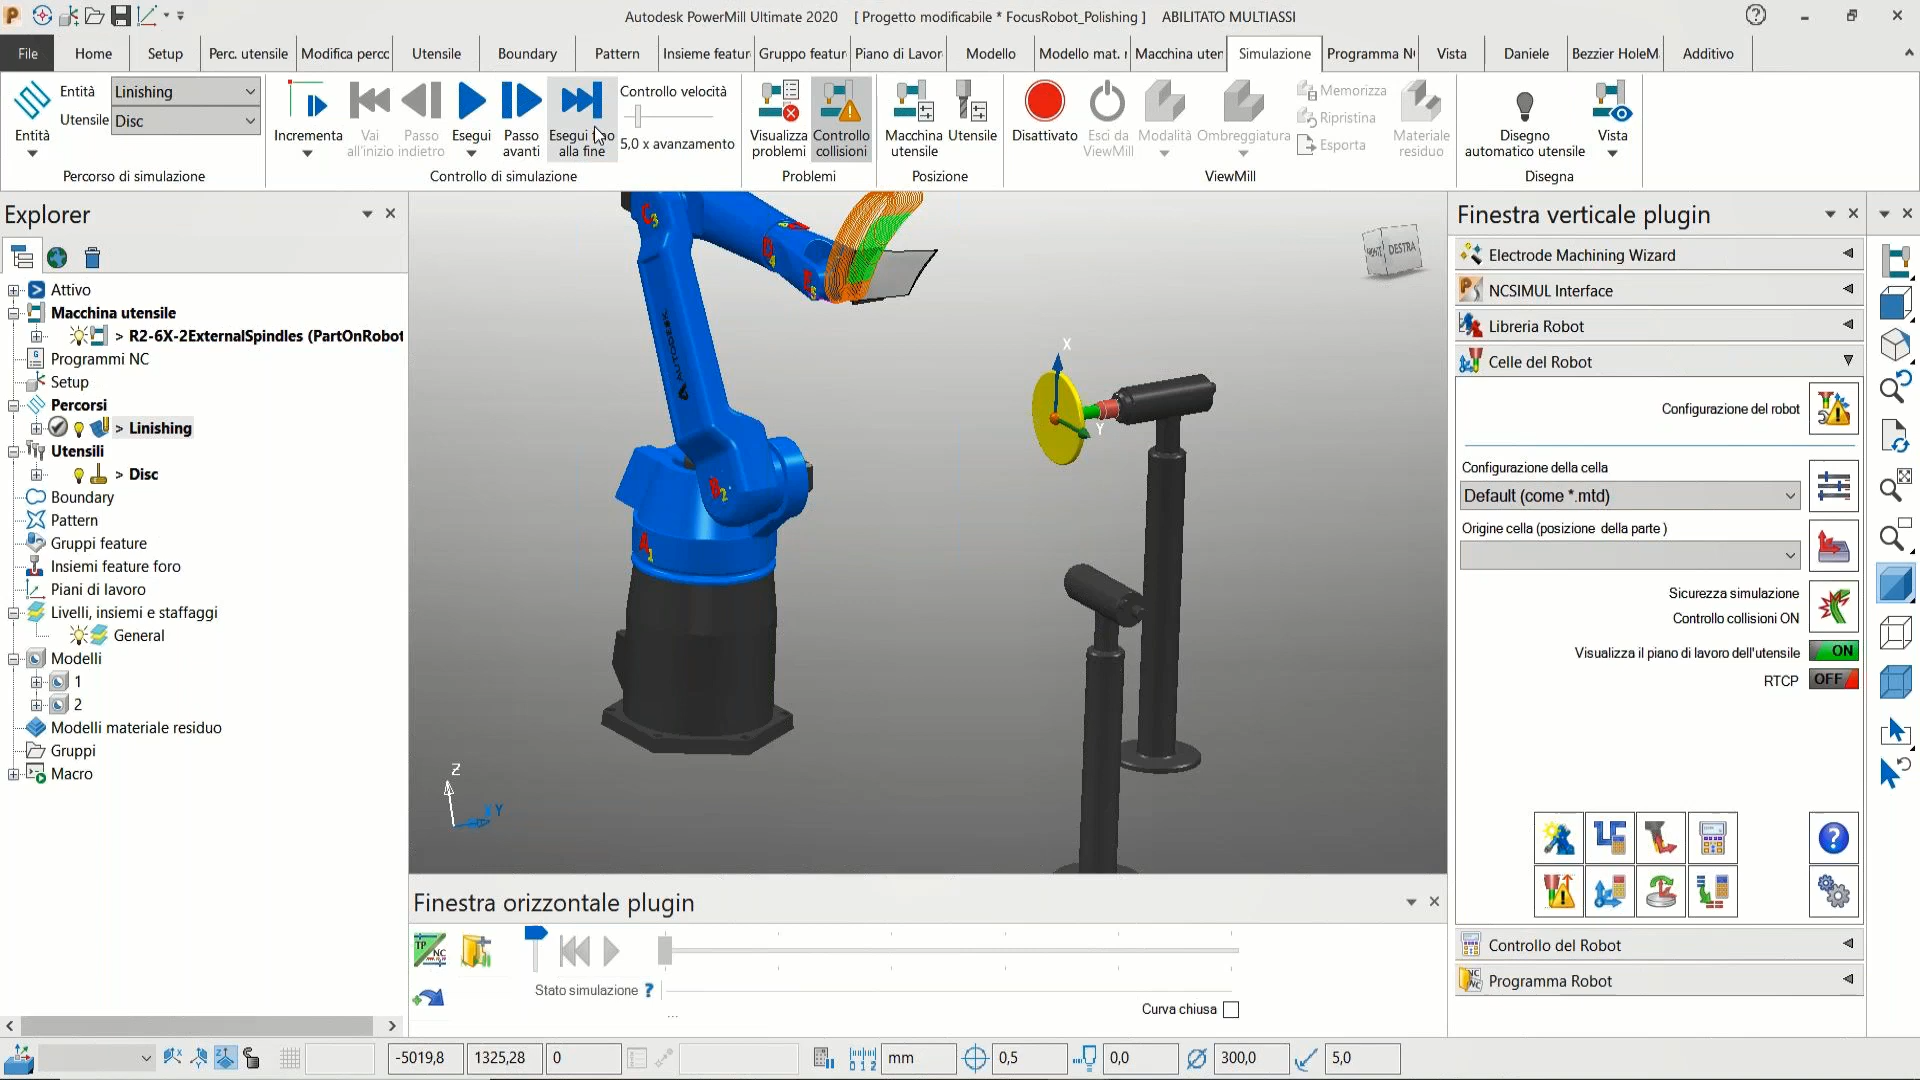 Autodesk PowerMill Ultimate 2020 [ Progetto modificabile * FocusRobot_Polishing ] ABILITATO MULTIASSI
File Home Setup Perc. utensile Modifica percc Utensile Boundary Pattern Insieme featur Gruppo featur Piano di Lavor Modello Modello mat. r Macchina uten Simulazione Programma N Vista Daniele Bezzier HoleM Additivo
Entità
Entità Linishing
Utensile Disc
Percorso di simulazione
Incrementa
Vai all'inizio
Passo indietro
Esegui
Passo avanti
Esegui
alla fine
Controllo velocità
5,0 x avanzamento
Controllo di simulazione
Visualizza problemi
Controllo collisioni
Problemi
Macchina utensile
Utensile
Posizione
Disattivato
Esci da ViewMill
Modalità
Ombreggiatura
Memorizza
Ripristina
Esporta
Materiale residuo
ViewMill
Disegno automatico utensile
Vista
Disegna
Explorer
Attivo
Macchina utensile
> R2-6X-2ExternalSpindles (PartOnRobot
Programmi NC
Setup
Percorsi
> Linishing
Utensili
> Disc
Boundary
Pattern
Gruppi feature
Insiemi feature foro
Piani di lavoro
Livelli, insiemi e staffaggi
General
Modelli
1
2
Modelli materiale residuo
Gruppi
Macro
AUTODESK
X
Y
Z
Y
DESTRA
Finestra orizzontale plugin
TP
NC
Stato simulazione ?
...
Curva chiusa
Finestra verticale plugin
Electrode Machining Wizard
NCSIMUL Interface
Libreria Robot
Celle del Robot
Configurazione del robot
Configurazione della cella
Default (come *.mtd)
Origine cella (posizione della parte )
Sicurezza simulazione
Controllo collisioni ON
Visualizza il piano di lavoro dell'utensile ON
RTCP OFF
Controllo del Robot
Programma Robot
-5019,8 1325,28 0 mm 0,5 0,0 300,0 5,0